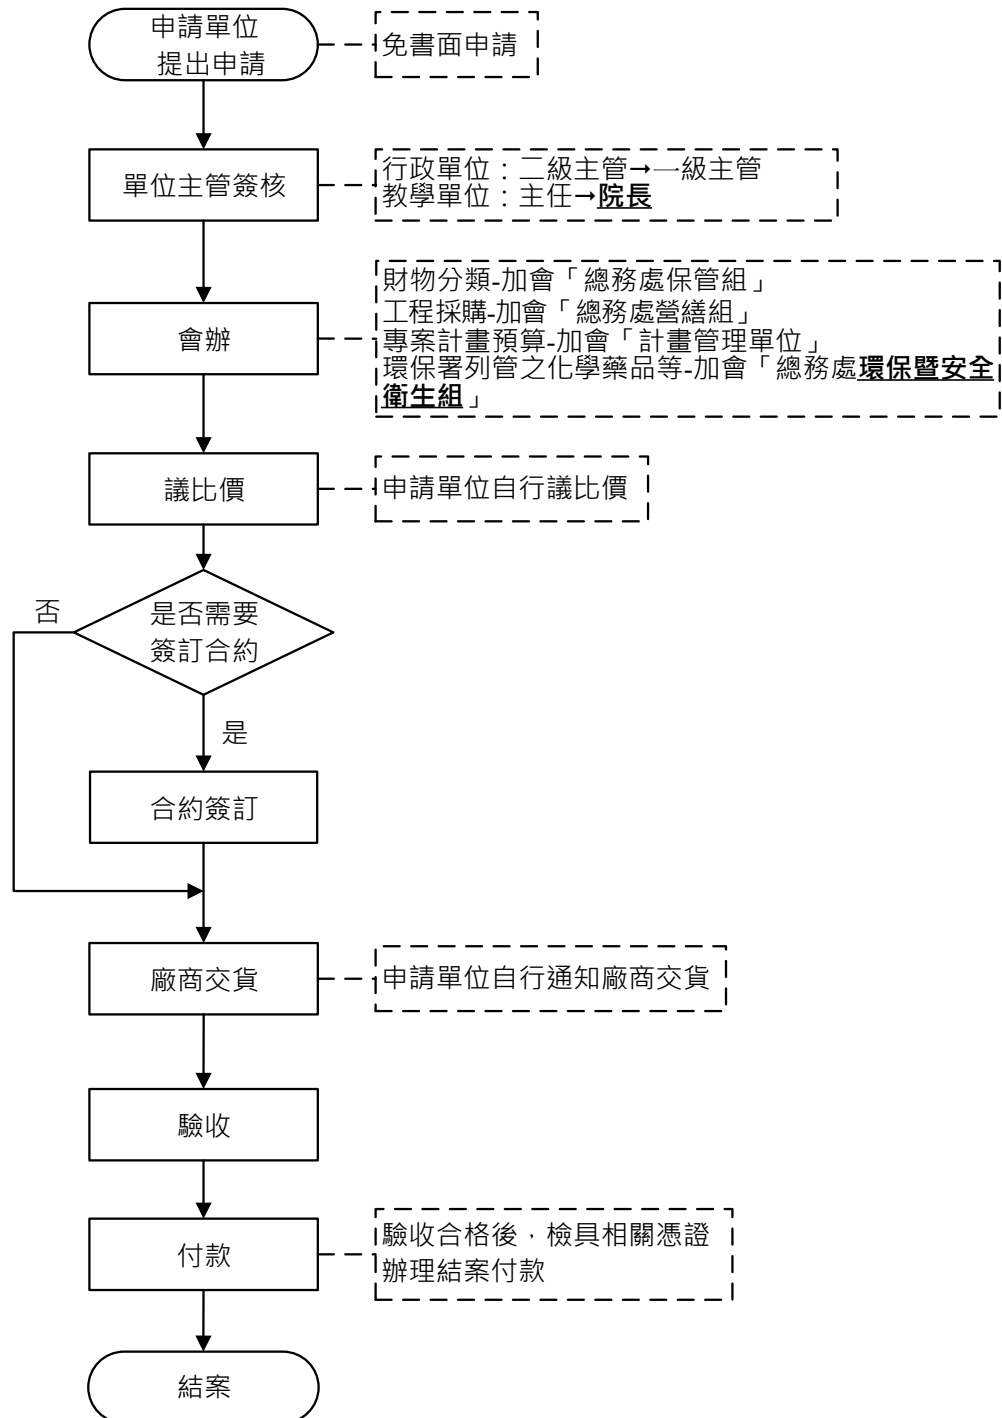 申請單位
提出申請
免書面申請
單位主管簽核
行政單位：二級主管→一級主管
教學單位：主任→院長
會辦
財物分類-加會「總務處保管組」
工程採購-加會「總務處營繕組」
專案計畫預算-加會「計畫管理單位」
環保署列管之化學藥品等-加會「總務處環保暨安全
衛生組」
議比價
申請單位自行議比價
是否需要
簽訂合約
否
是
合約簽訂
廠商交貨
申請單位自行通知廠商交貨
驗收
付款
驗收合格後，檢具相關憑證
辦理結案付款
結案